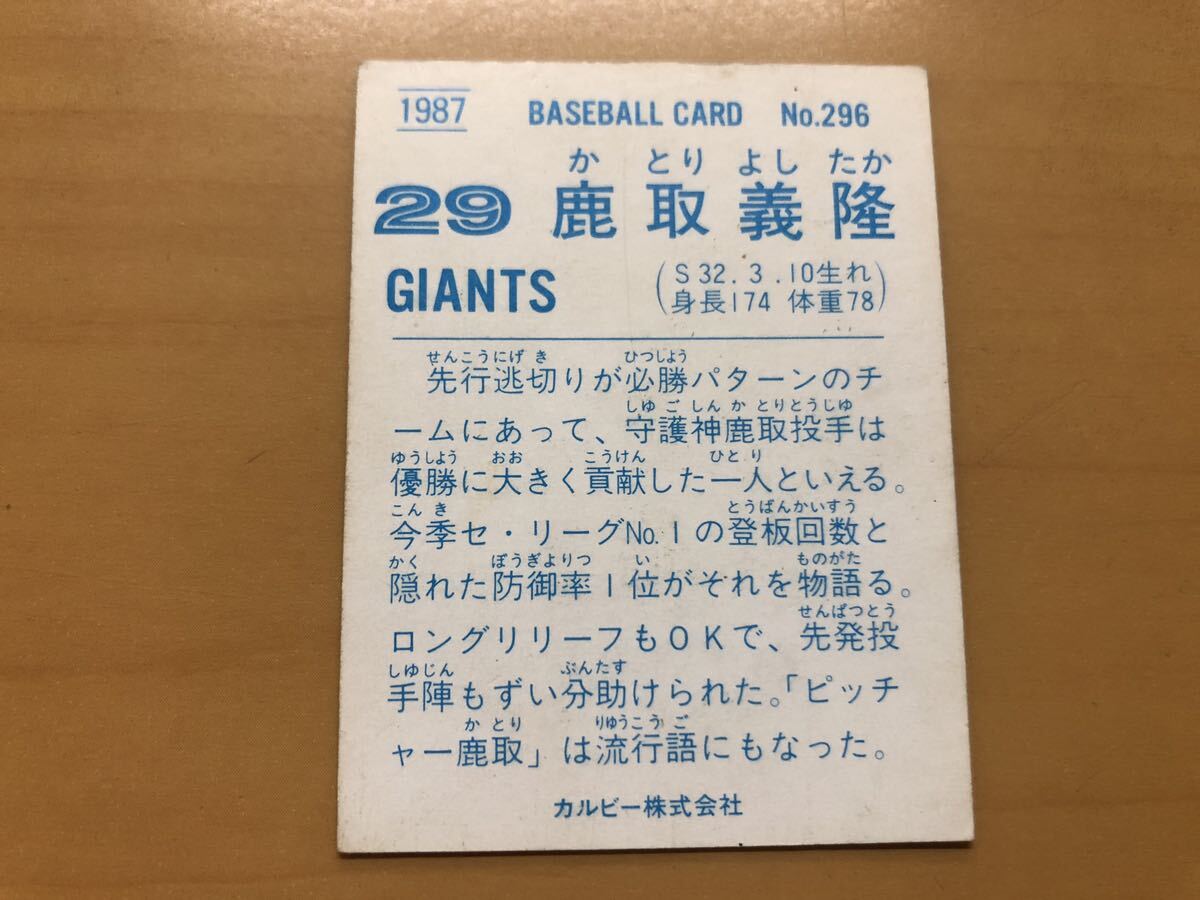 1987 BASEBALL CARD No.296
か とり よし たか
29 鹿取義隆
GIANTS
(S32.3.10生れ
身長174 体重78)
せんこうにげ き ひつしよう
先行逃切りが必勝パターンのチ
しゆ ご しん か とりとうじゆ
ームにあって、守護神鹿取投手は
ゆうしよう おお こうけん ひとり
優勝に大きく貢献した一人といえる。
こん き とうばんかいすう
今季セ・リーグNo.1の登板回数と
かく ぼうぎよりつ い ものがた
隠れた防御率1位がそれを物語る。
せんぱつとう
ロングリリーフもOKで、先発投
しゆじん ぶんたす
手陣もずい分助けられた。「ピッチ
か とり りゆうこう ご
ャー鹿取」は流行語にもなった。
カルビー株式会社